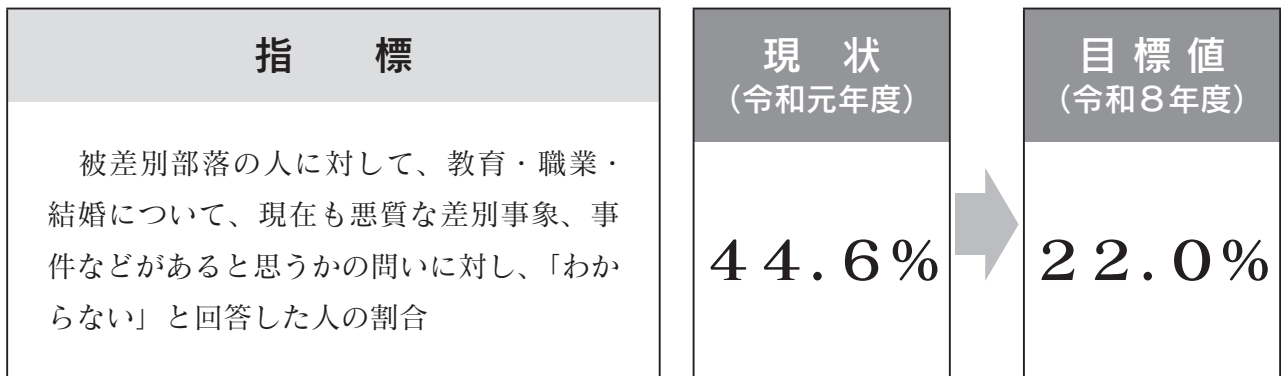 指　標
　被差別部落の人に対して、教育・職業・
結婚について、現在も悪質な差別事象、事
件などがあると思うかの問いに対し、「わか
らない」と回答した人の割合
現　状
（令和元年度）
４４.６%
目 標 値
（令和８年度）
２２.０%